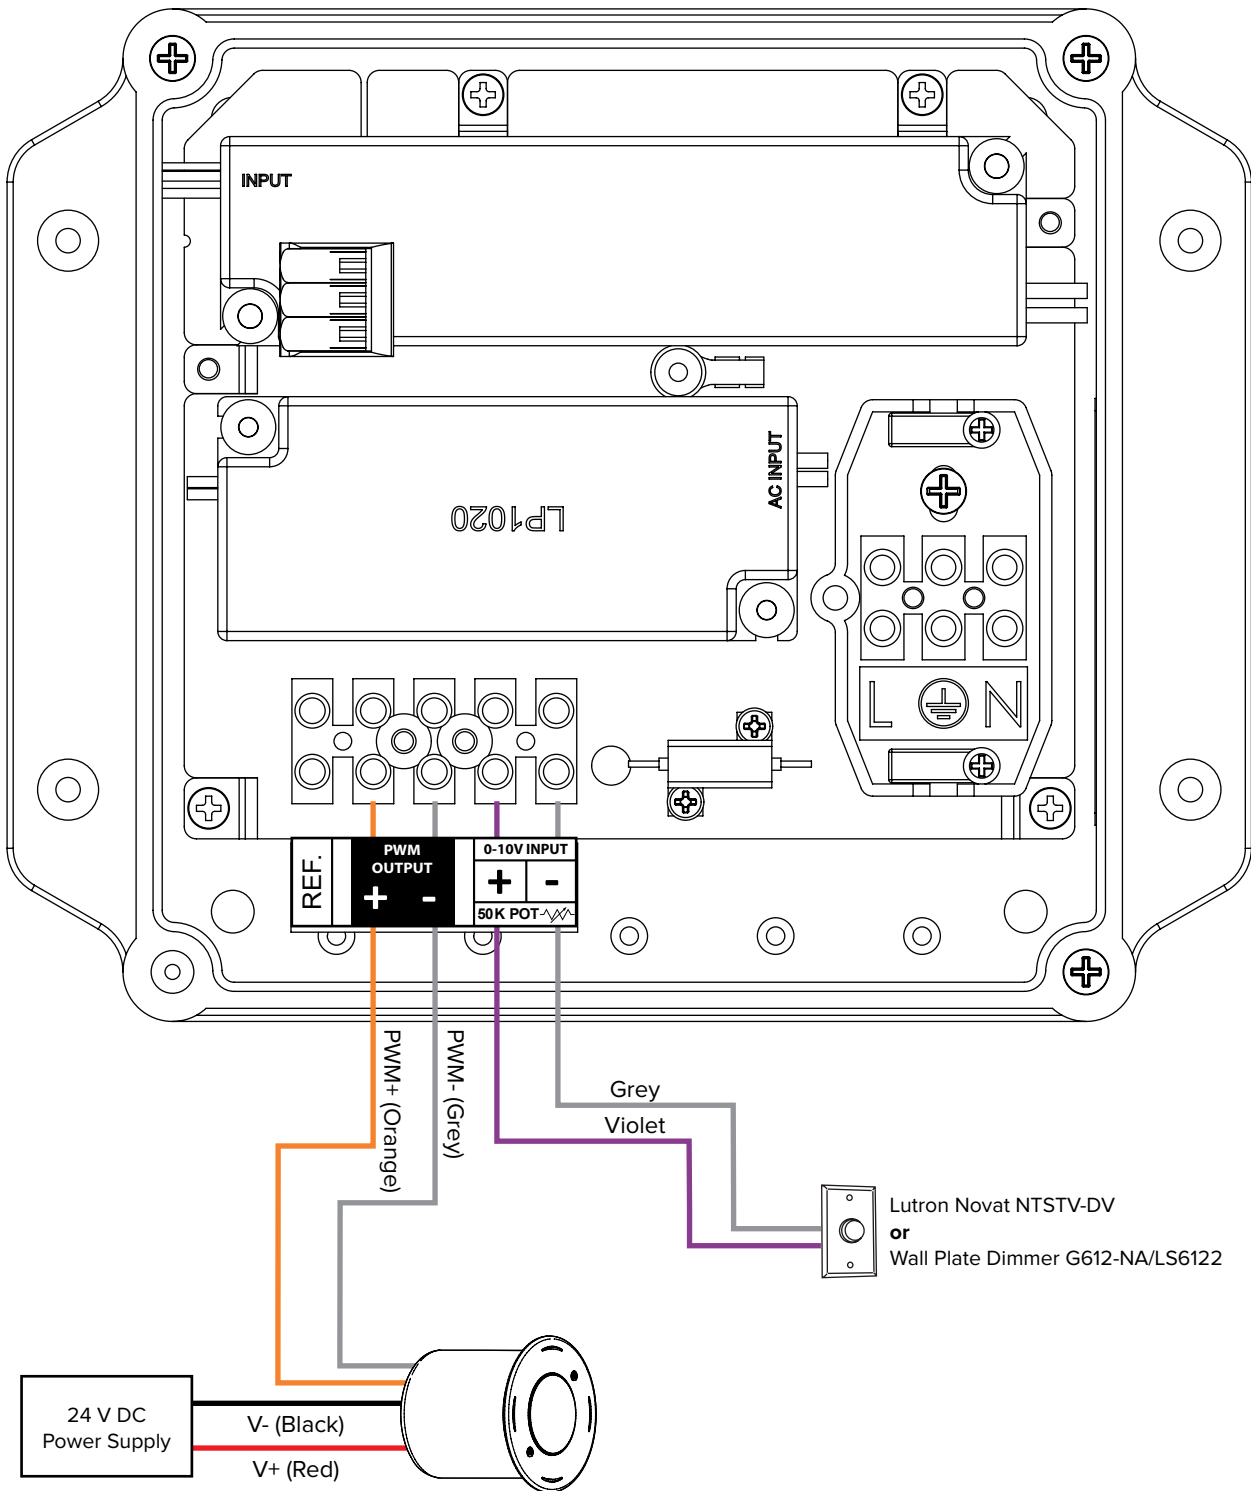 INPUT
AC INPUT
LP1020
L N
REF.
PWM
OUTPUT
+ -
0-10V INPUT
+ -
50K POT
PWM+ (Orange)
PWM- (Grey)
Grey
Violet
Lutron Novat NTSTV-DV
or
Wall Plate Dimmer G612-NA/LS6122
24 V DC
Power Supply
V- (Black)
V+ (Red)